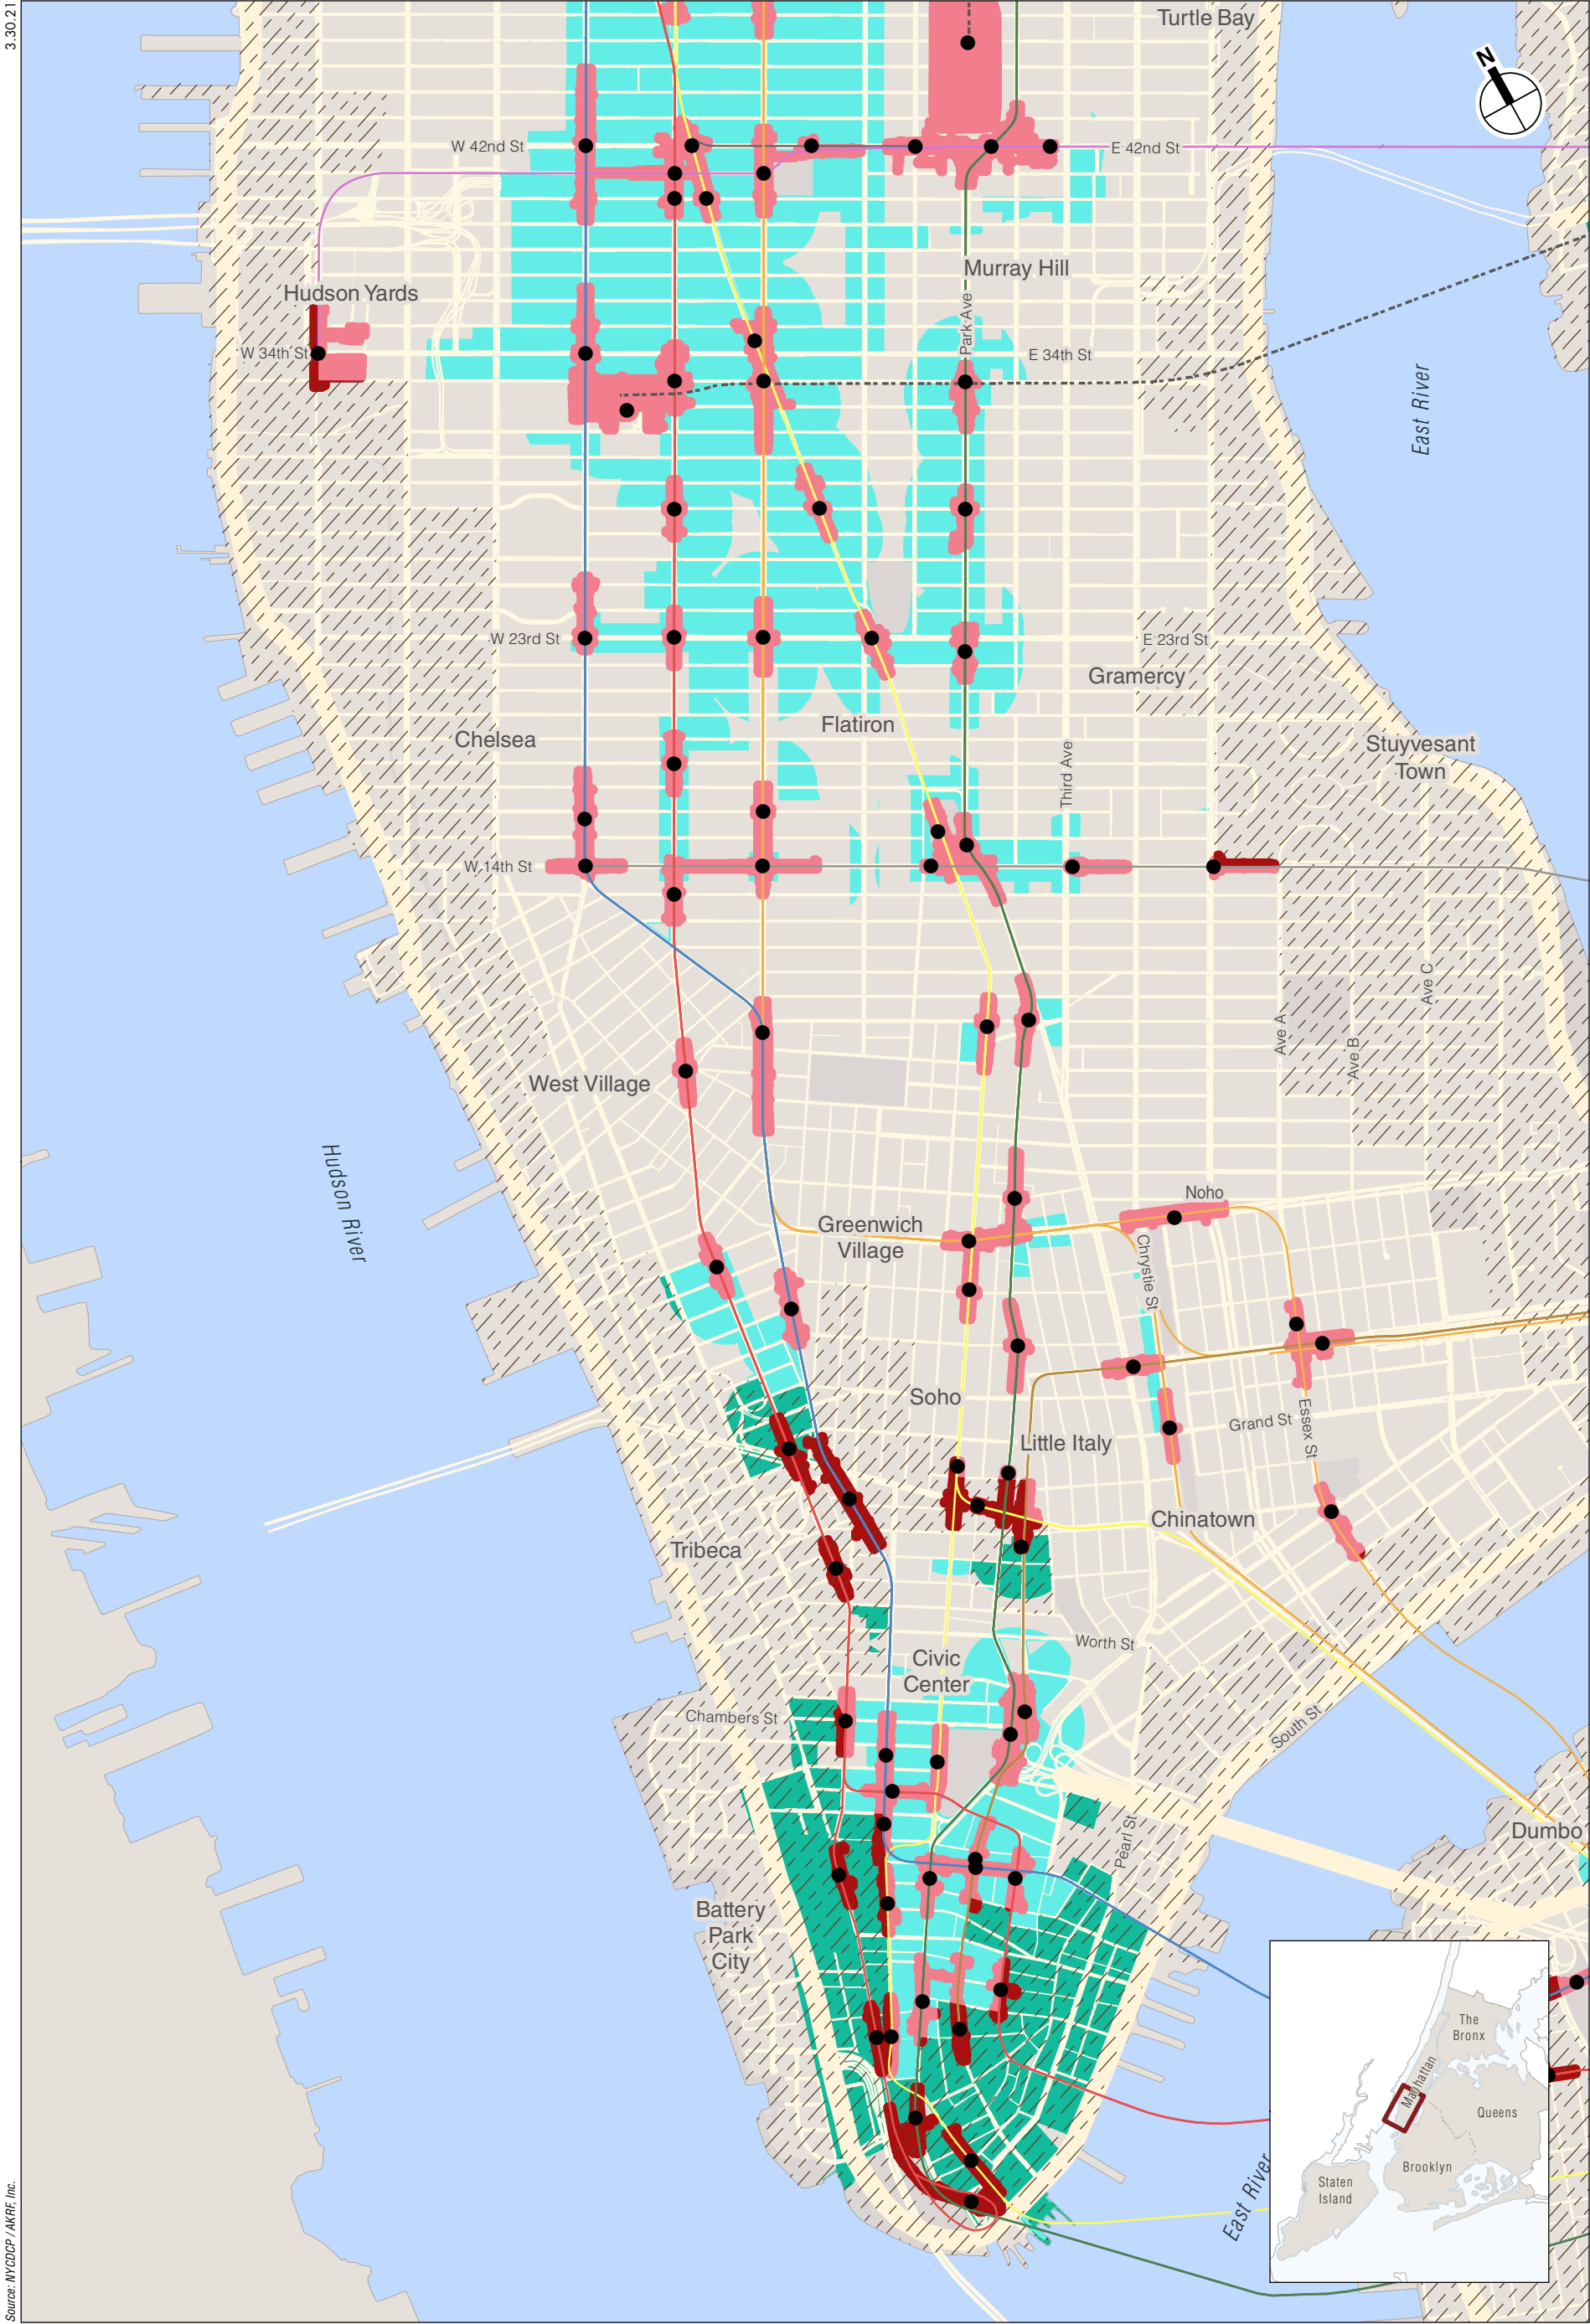 3.30.21
Turtle Bay
N
W 42nd St
E 42nd St
Murray Hill
Hudson Yards
Park Ave
W 34th St
E 34th St
East River
W 23rd St
E 23rd St
Gramercy
Flatiron
Chelsea
Stuyvesant
Town
Third Ave
W 14th St
Ave C
Ave A
Ave B
West Village
Hudson River
Noho
Greenwich
Village
Chrystie St
Soho
Essex St
Grand St
Little Italy
Chinatown
Tribeca
Worth St
Civic
Center
Chambers St
South St
Pearl St
Dumbo
Battery
Park
City
The
Bronx
Manhattan
Queens
Brooklyn
Staten
Island
East River
Source: NYCDCP / AKRF, Inc.